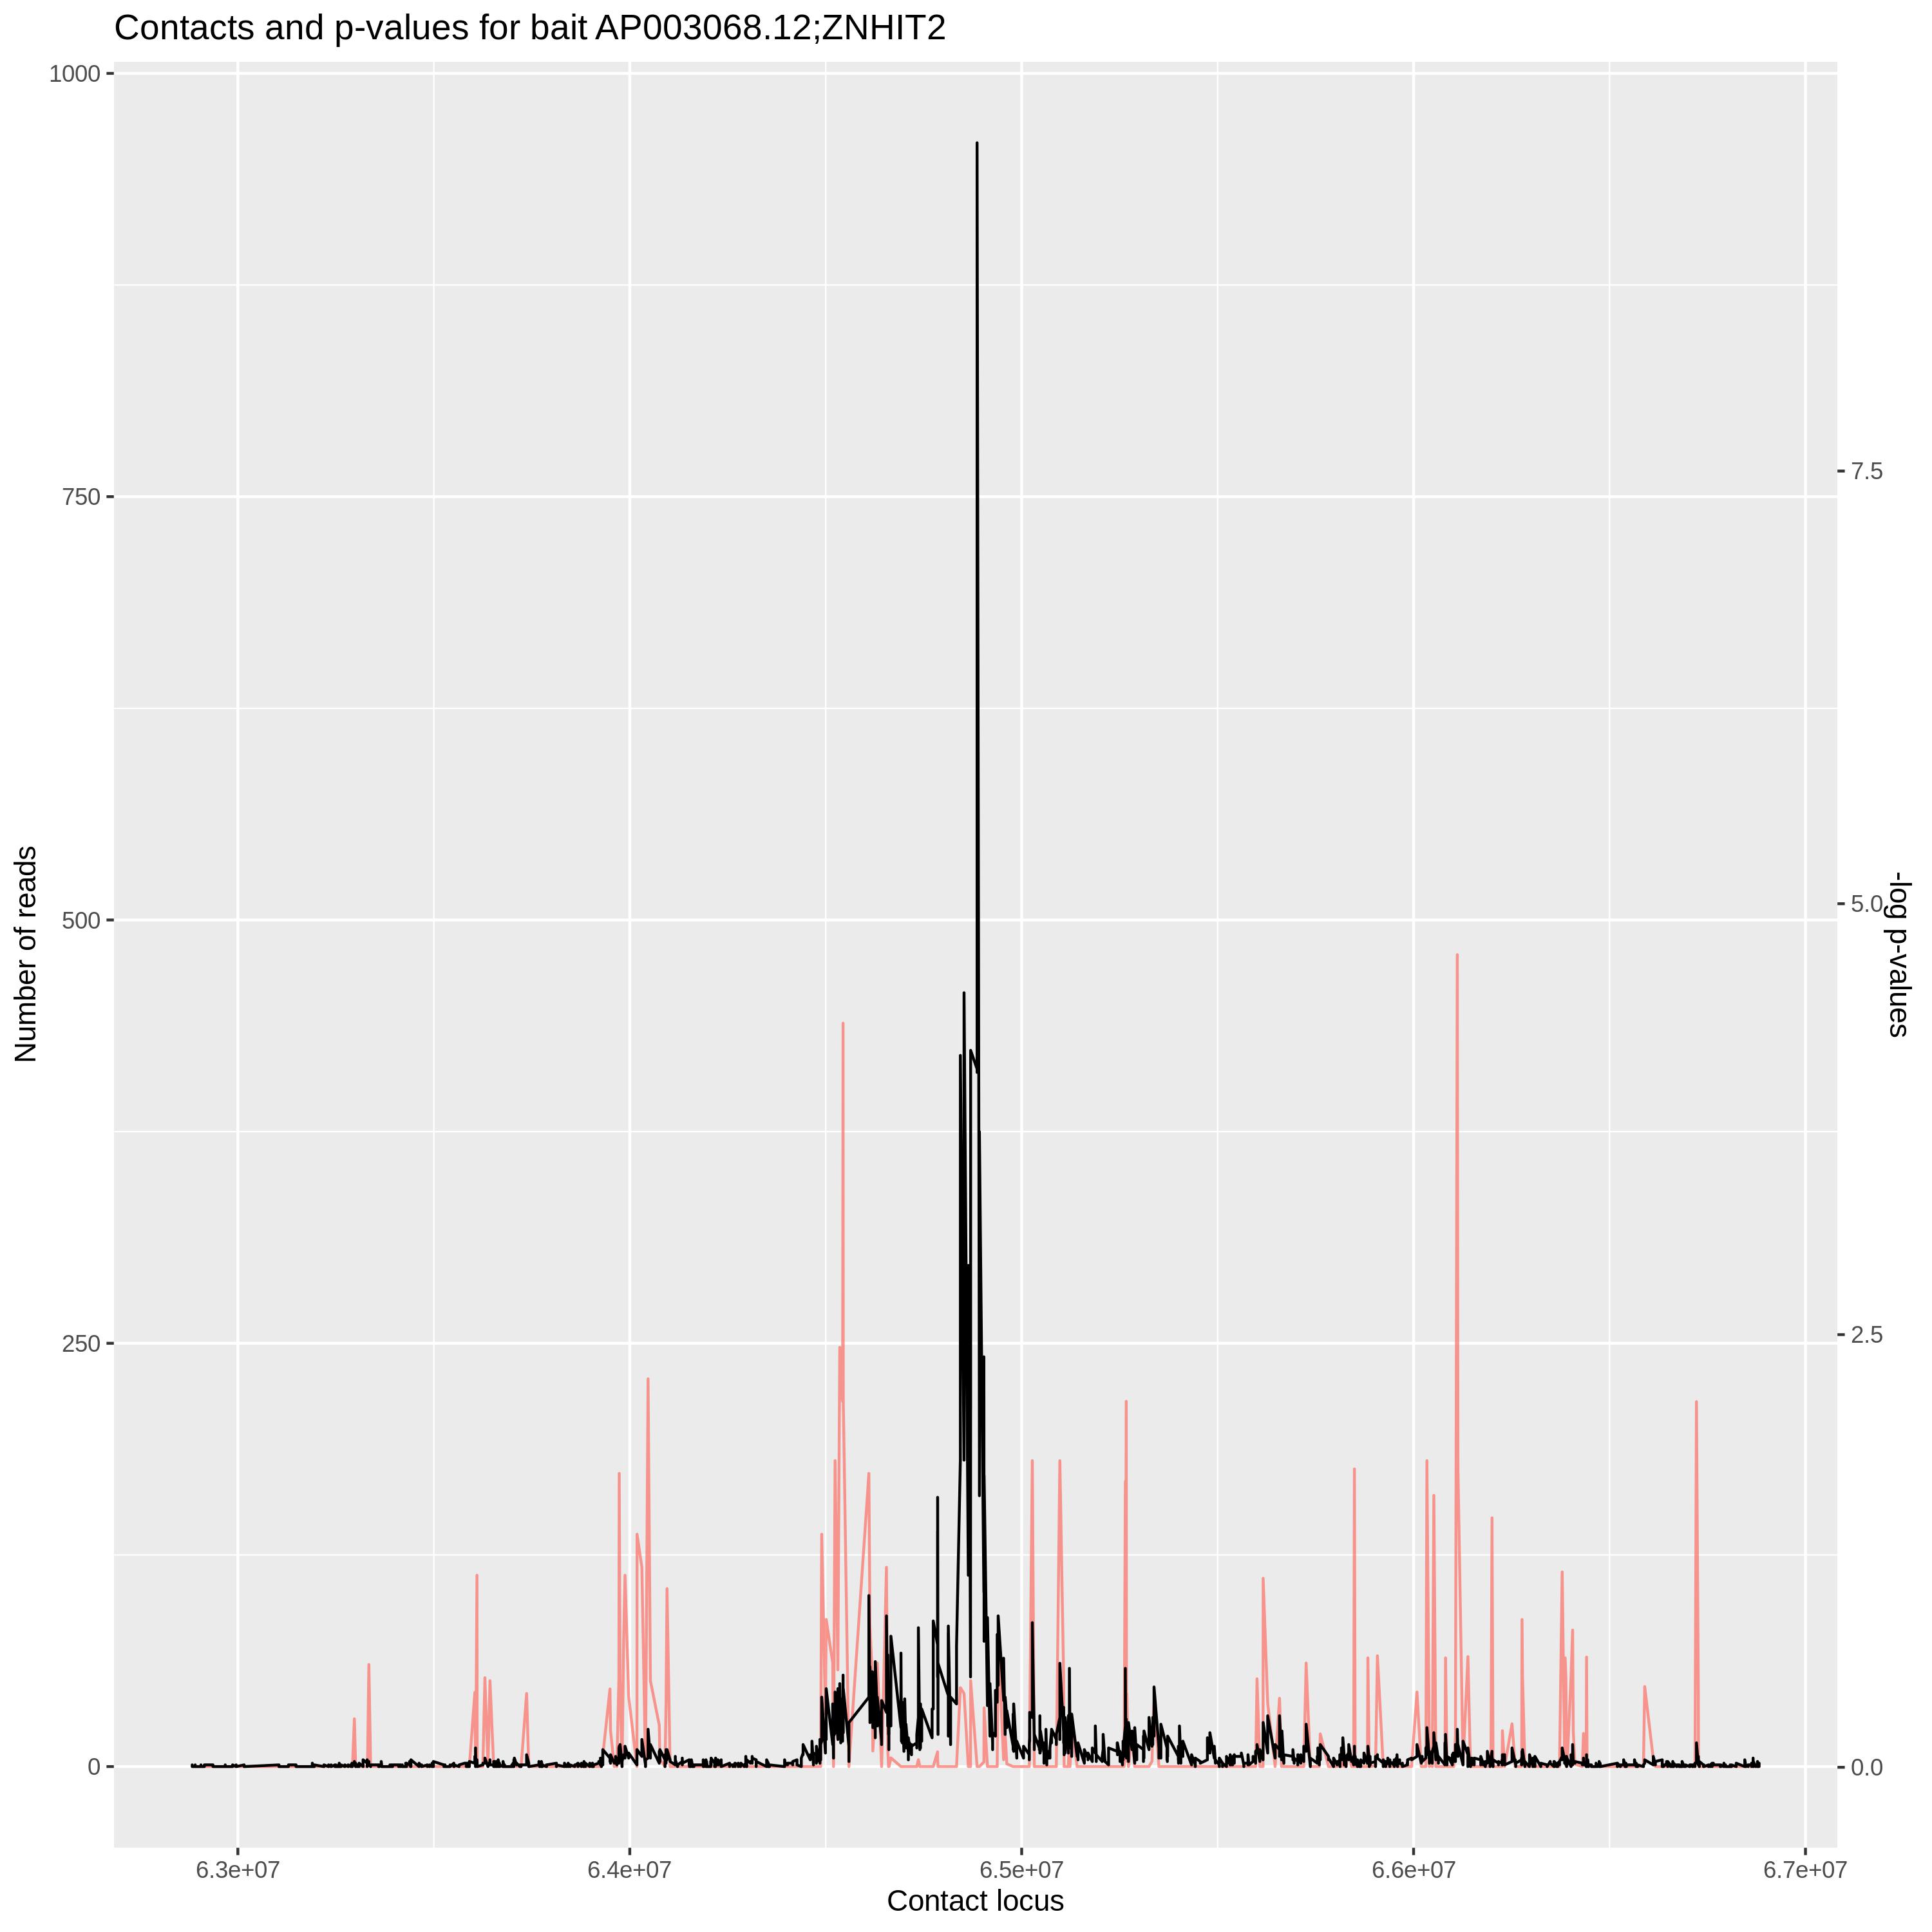 Contacts and p-values for bait AP003068.12;ZNHIT2
1000
750
500
250
0
Number of reads
7.5
5.0
2.5
0.0
-log p-values
6.3e+07 6.4e+07 6.5e+07 6.6e+07 6.7e+07
Contact locus